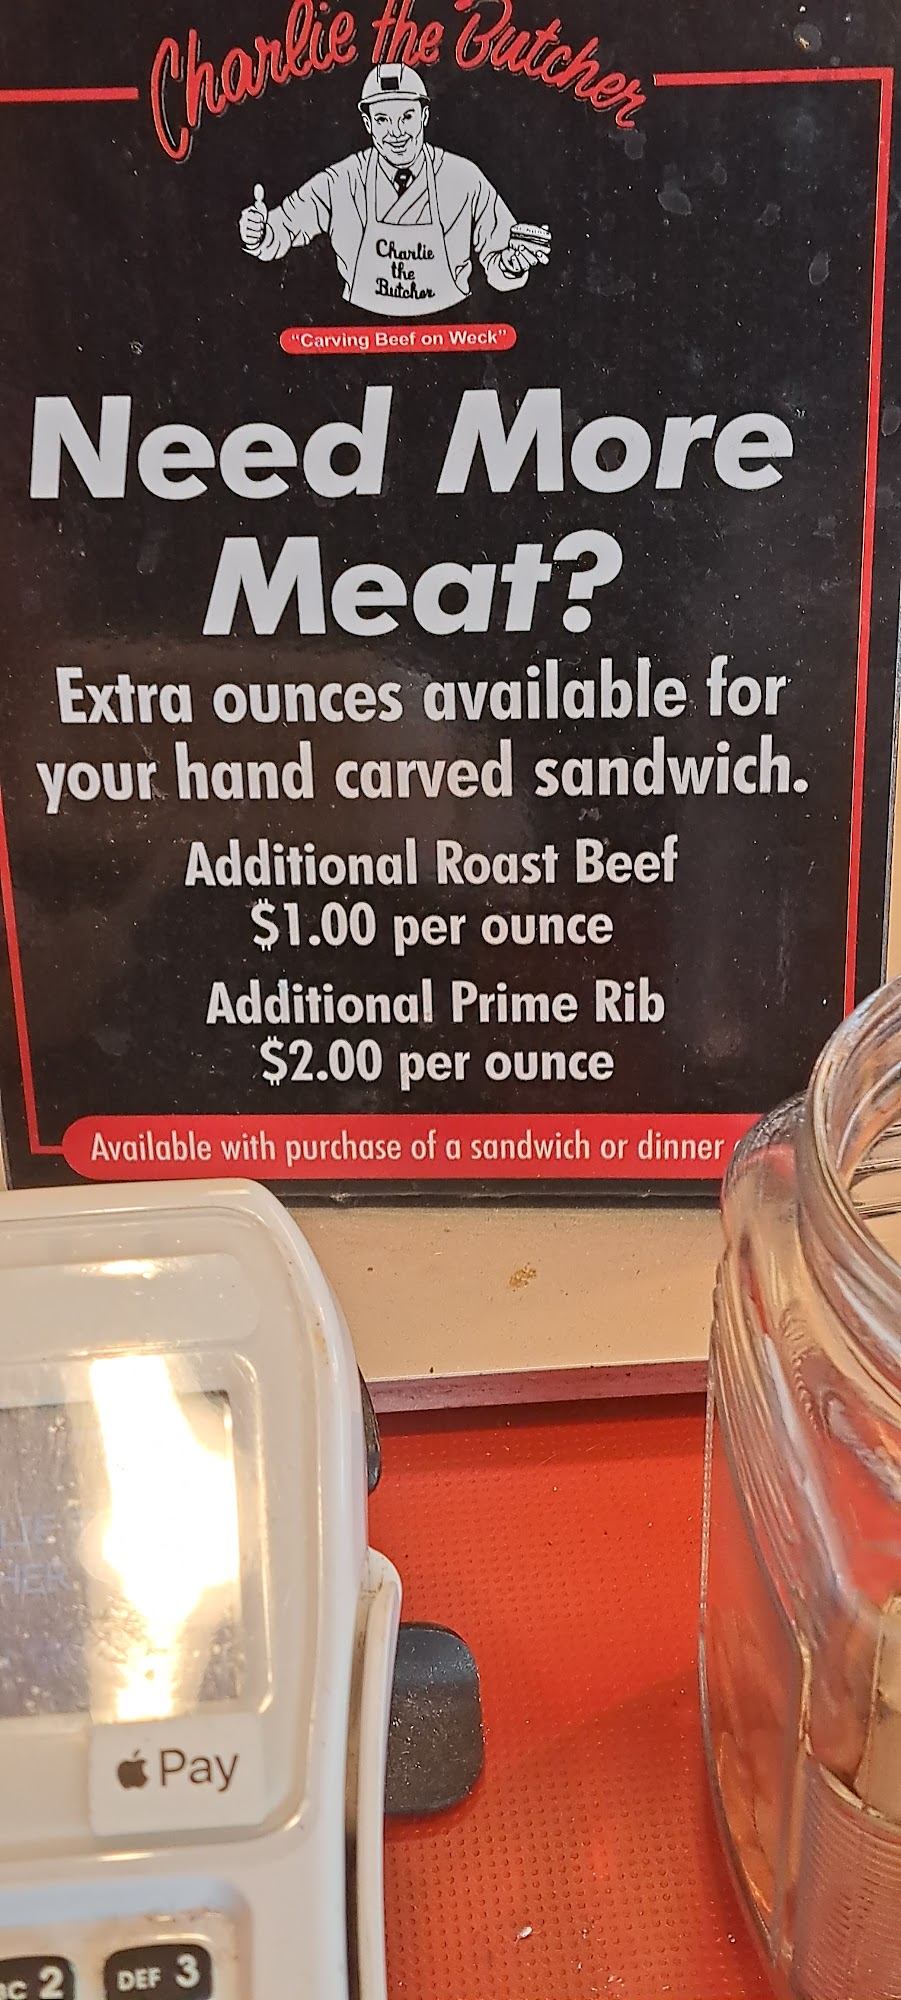 Charlie the Butcher
Charlie
the
Butcher
"Carving Beef on Weck"
Need More
Meat?
Extra ounces available for
your hand carved sandwich.
Additional Roast Beef
$1.00 per ounce
Additional Prime Rib
$2.00 per ounce
Available with purchase of a sandwich or dinner
Pay
2
DEF 3